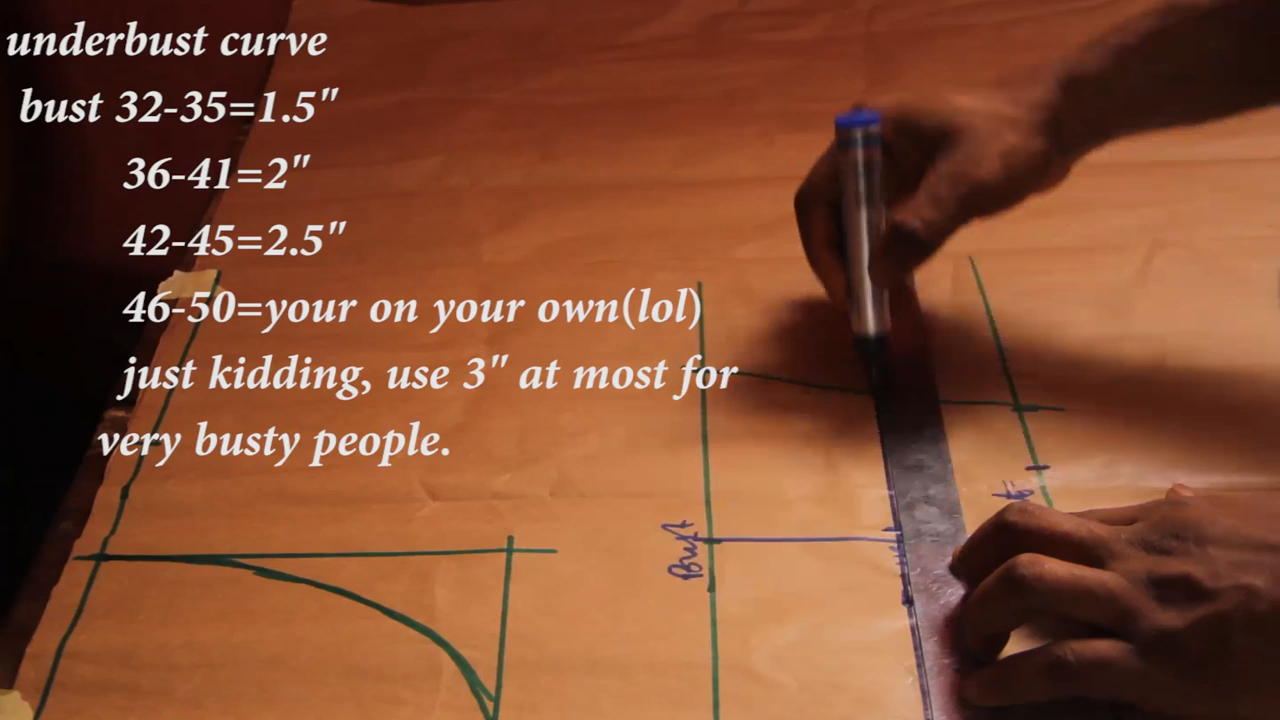 underbust curve
bust 32-35=1.5"
36-41=2"
42-45=2.5"
46-50=your on your own(lol)
just kidding, use 3" at most for
very busty people.
Bust